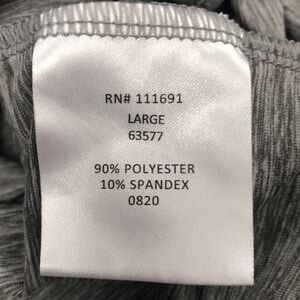 RN# 111691
LARGE
63577
90% POLYESTER
10% SPANDEX
0820